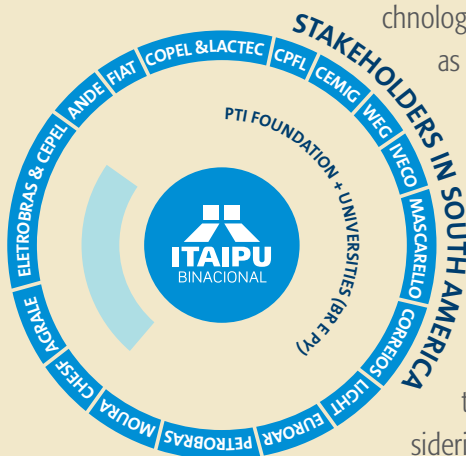 chnolog
as
STAKEHOLDERS IN SOUTH AMERICA
ELETROBRAS & CEPEL
ANDE
FIAT
COPEL &LACTEC
CPFL
CEMIG
WEG
IVECO
MASCARELLO
CORREIOS
LIGHT
EUROAR
PETROBRAS
MOURA
CHESF
AGRALE
PTI FOUNDATION + UNIVERSITIES (BR E PY)
ITAIPU
BINACIONAL
t
sideri